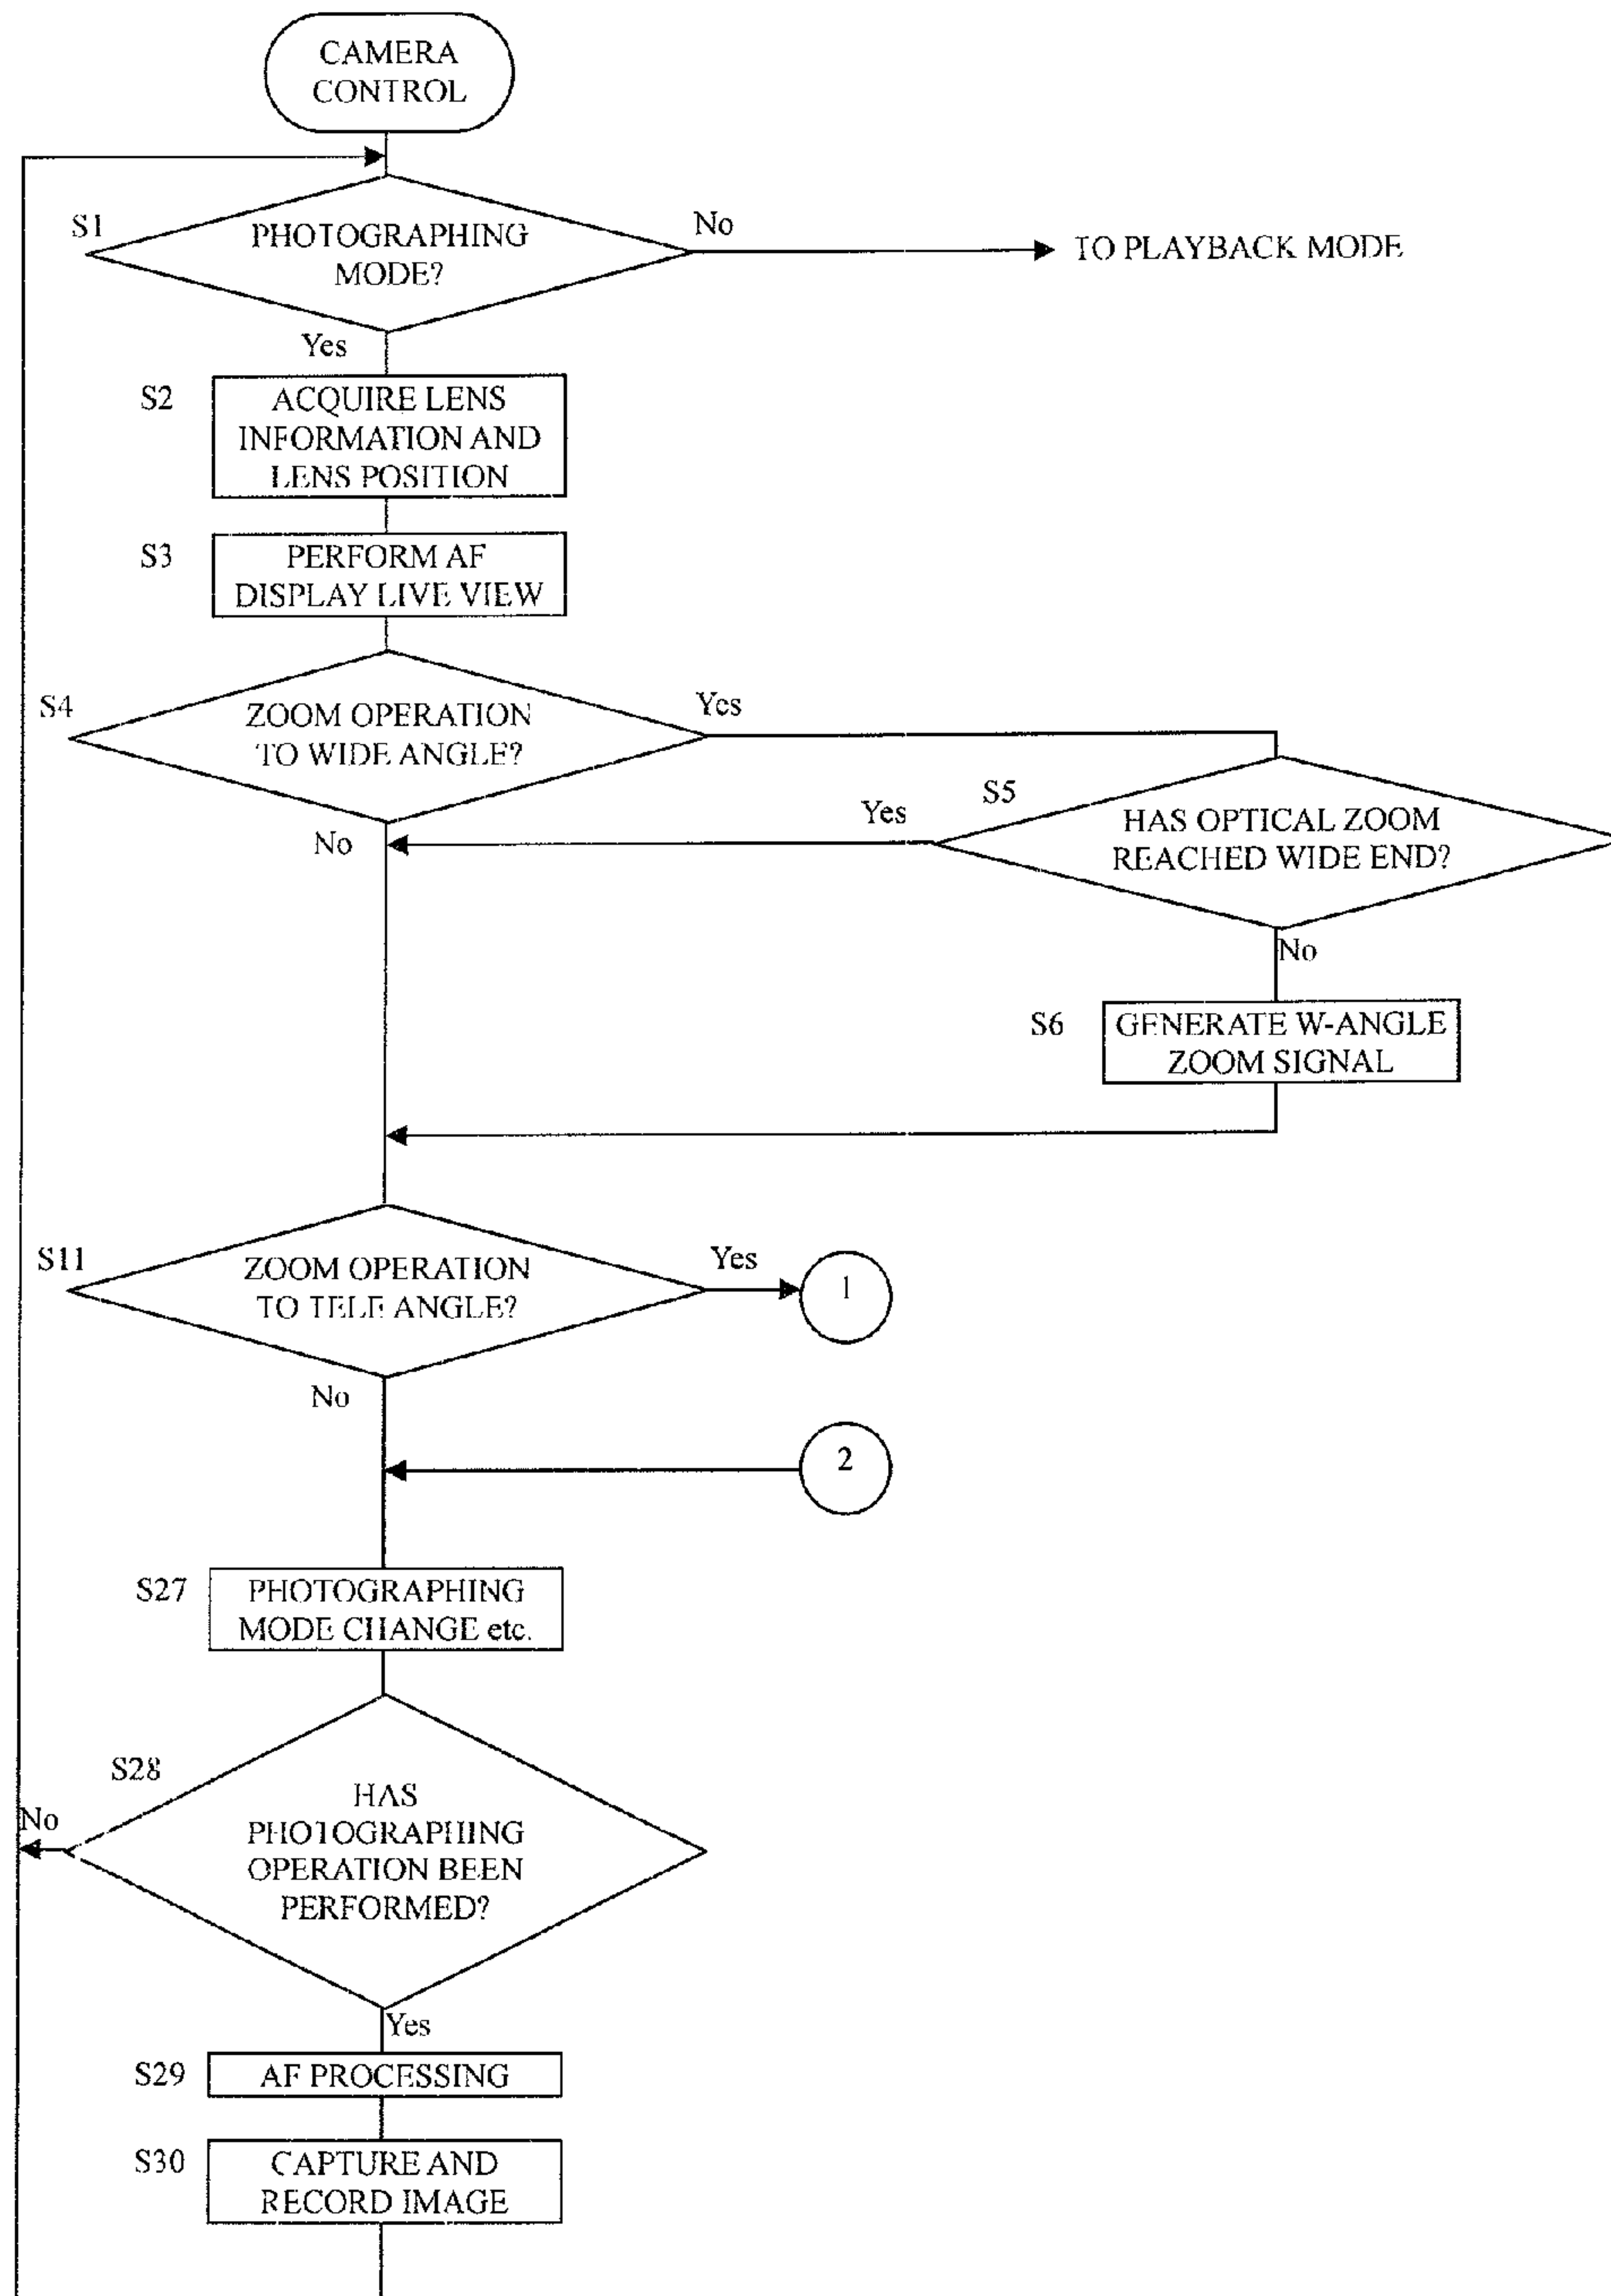 CAMERA
CONTROL
S1
PHOTOGRAPHING
MODE?
No
TO PLAYBACK MODE
Yes
S2
ACQUIRE LENS
INFORMATION AND
LENS POSITION
S3
PERFORM AF
DISPLAY LIVE VIEW
S4
ZOOM OPERATION
TO WIDE ANGLE?
Yes
No
S5
HAS OPTICAL ZOOM
REACHED WIDE END?
Yes
No
S6
GENERATE W-ANGLE
ZOOM SIGNAL
S11
ZOOM OPERATION
TO TELE ANGLE?
Yes
1
No
2
S27
PHOTOGRAPHING
MODE CHANGE etc.
S28
HAS
PHOTOGRAPHING
OPERATION BEEN
PERFORMED?
No
Yes
S29
AF PROCESSING
S30
CAPTURE AND
RECORD IMAGE